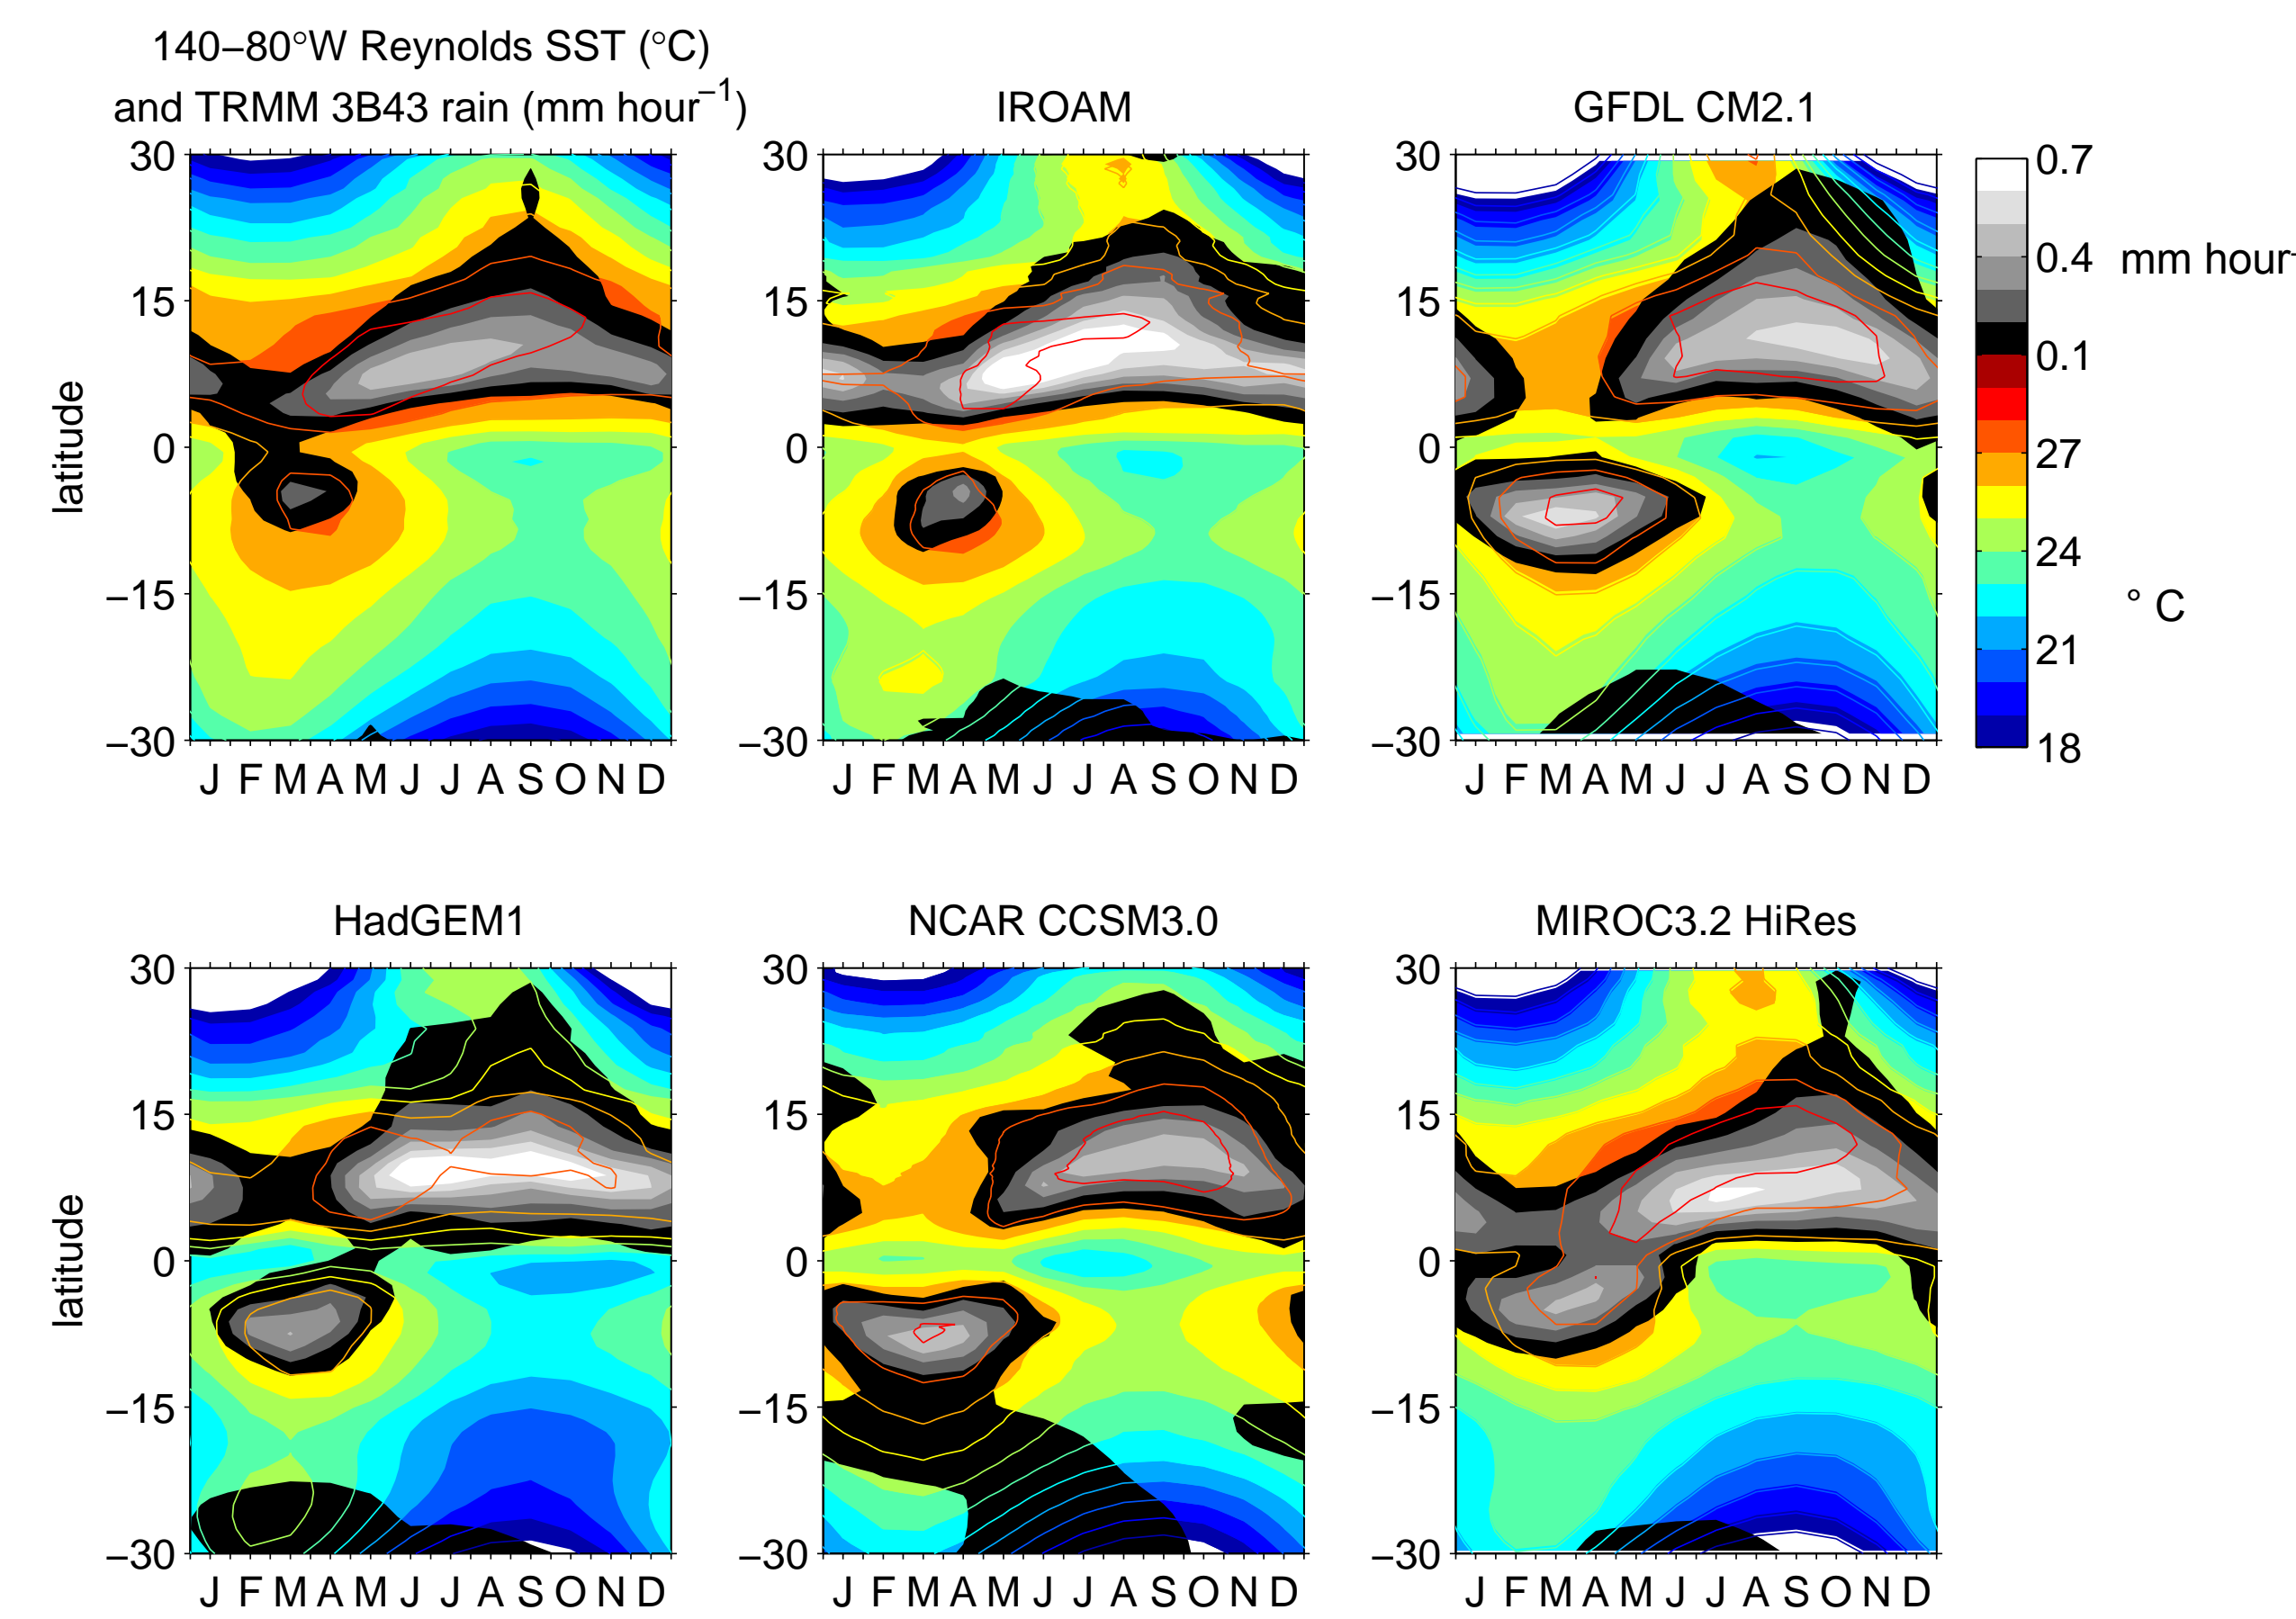 140–80°W Reynolds SST (°C)
and TRMM 3B43 rain (mm hour⁻¹)
IROAM
GFDL CM2.1
30
15
0
–15
–30
latitude
J F M A M J J A S O N D
30
15
0
–15
–30
J F M A M J J A S O N D
30
15
0
–15
–30
J F M A M J J A S O N D
0.7
0.4
0.1
27
24
21
18
mm hour⁻
° C
HadGEM1
NCAR CCSM3.0
MIROC3.2 HiRes
30
15
0
–15
–30
latitude
J F M A M J J A S O N D
30
15
0
–15
–30
J F M A M J J A S O N D
30
15
0
–15
–30
J F M A M J J A S O N D